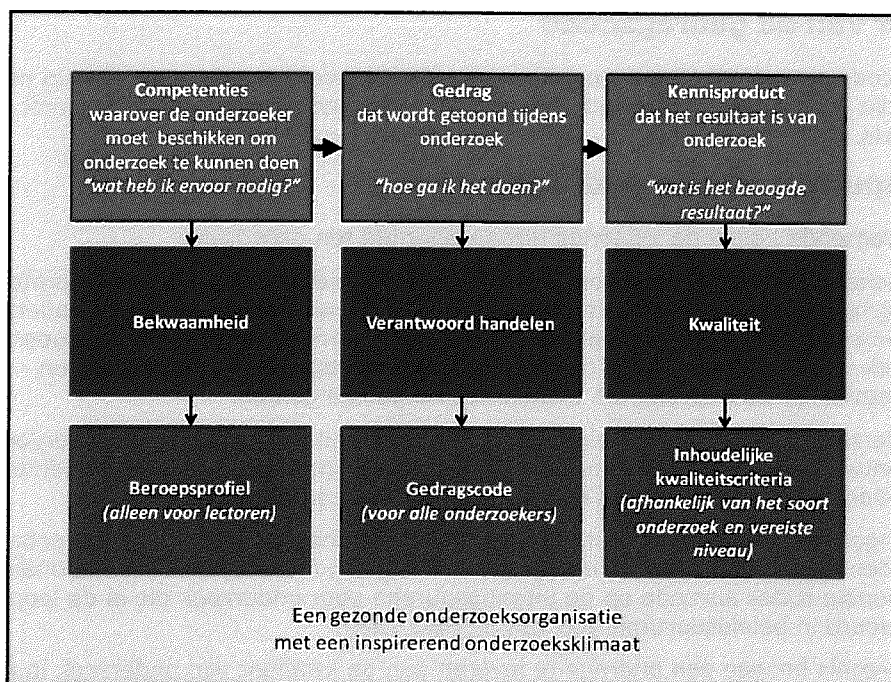 Competenties
waarover de onderzoeker
moet beschikken om
onderzoek te kunnen doen
"wat heb ik ervoor nodig?"
Gedrag
dat wordt getoond tijdens
onderzoek
"hoe ga ik het doen?"
Kennisproduct
dat het resultaat is van
onderzoek
"wat is het beoogde
resultaat?"
Bekwaamheid
Verantwoord handelen
Kwaliteit
Beroepsprofiel
(alleen voor lectoren)
Gedragscode
(voor alle onderzoekers)
Inhoudelijke
kwaliteitscriteria
(afhankelijk van het soort
onderzoek en vereiste
niveau)
Een gezonde onderzoeksorganisatie
met een inspirerend onderzoeksklimaat